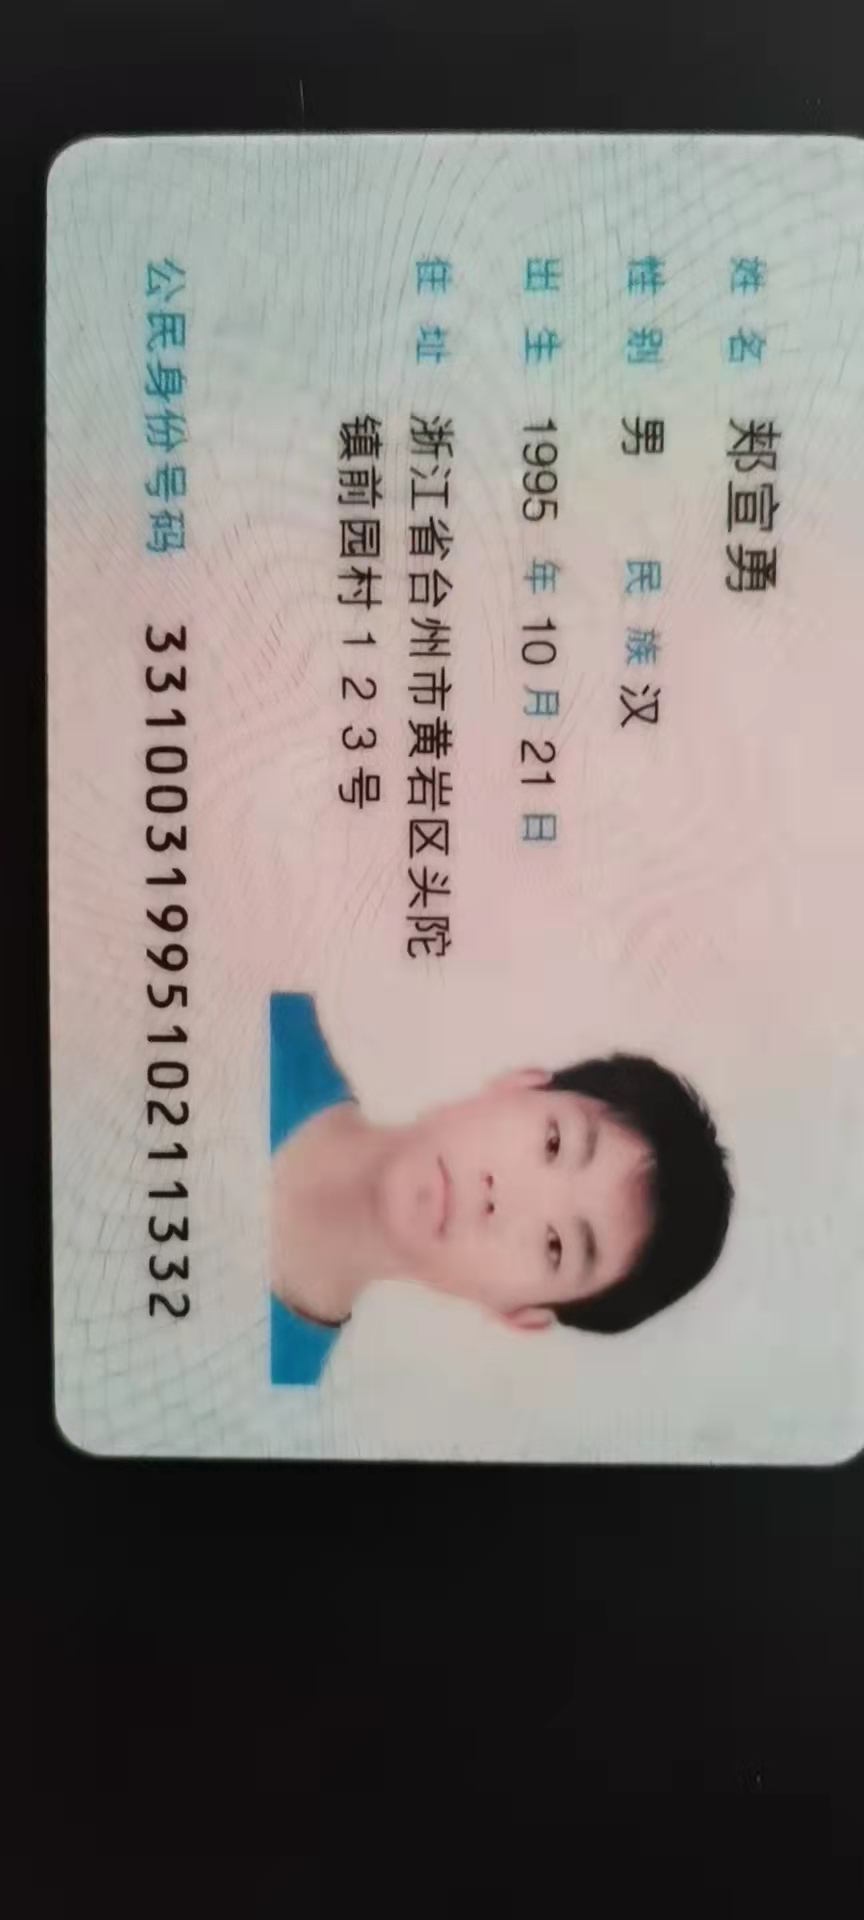 姓名 郏宣勇
性别 男 民族 汉
出生 1995 年 10 月 21 日
住址 浙江省台州市黄岩区头陀
镇前园村123号
公民身份号码 331003199510211332